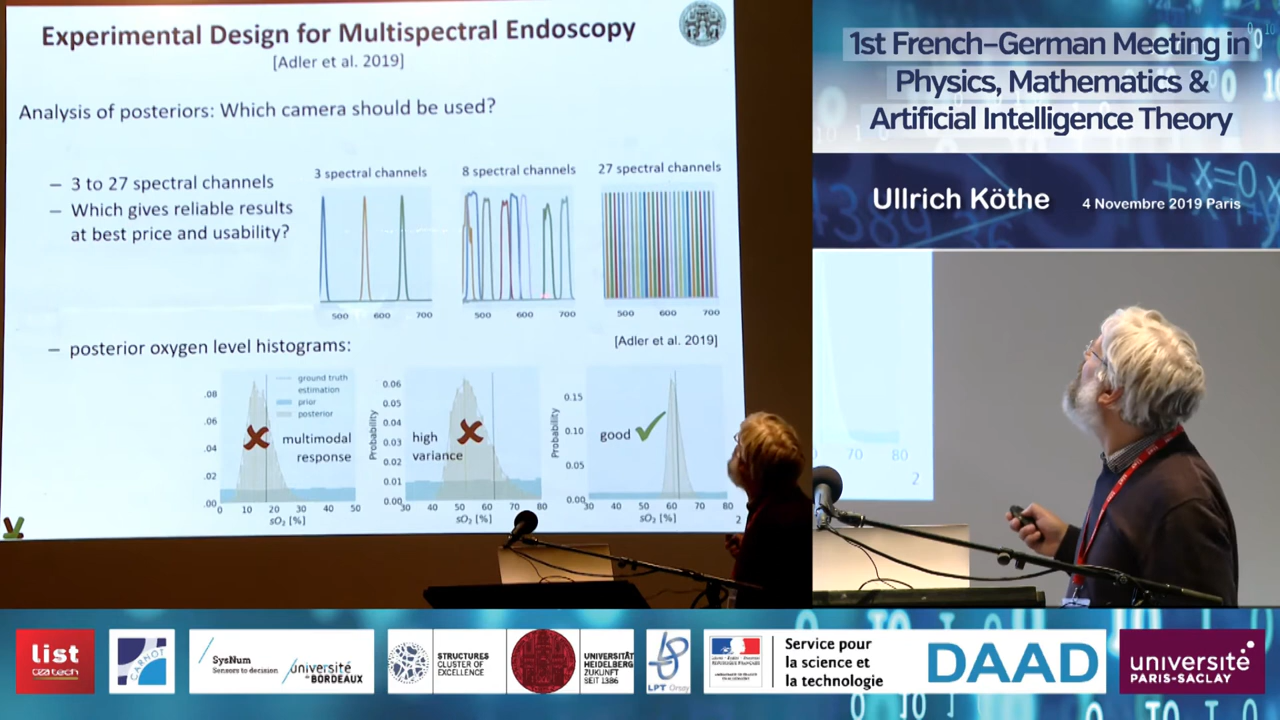 Experimental Design for Multispectral Endoscopy
[Adler et al. 2019]
Analysis of posteriors: Which camera should be used?
– 3 to 27 spectral channels
– Which gives reliable results
at best price and usability?
3 spectral channels
500 600 700
8 spectral channels
500 600 700
27 spectral channels
500 600 700
– posterior oxygen level histograms:
[Adler et al. 2019]
.08
.06
.04
.02
.00
ground truth
estimation
prior
posterior
multimodal
response
0 10 20 30 40 50
sO2 [%]
Probability
0.06
0.05
0.04
0.03
0.02
0.01
0.00
high
variance
30 40 50 60 70 80
sO2 [%]
Probability
0.15
0.10
0.05
0.00
good
30 40 50 60 70 80
sO2 [%]
2
1st French–German Meeting in
Physics, Mathematics &
Artificial Intelligence Theory
Ullrich Köthe
4 Novembre 2019 Paris
70 80
2
list
ceatech
CARNOT
SysNum
Sensors to decision
université
de BORDEAUX
STRUCTURES
CLUSTER OF
EXCELLENCE
UNIVERSITÄT
HEIDELBERG
ZUKUNFT
SEIT 1386
LPT Orsay
Service pour
la science et
la technologie
DAAD
université
PARIS-SACLAY